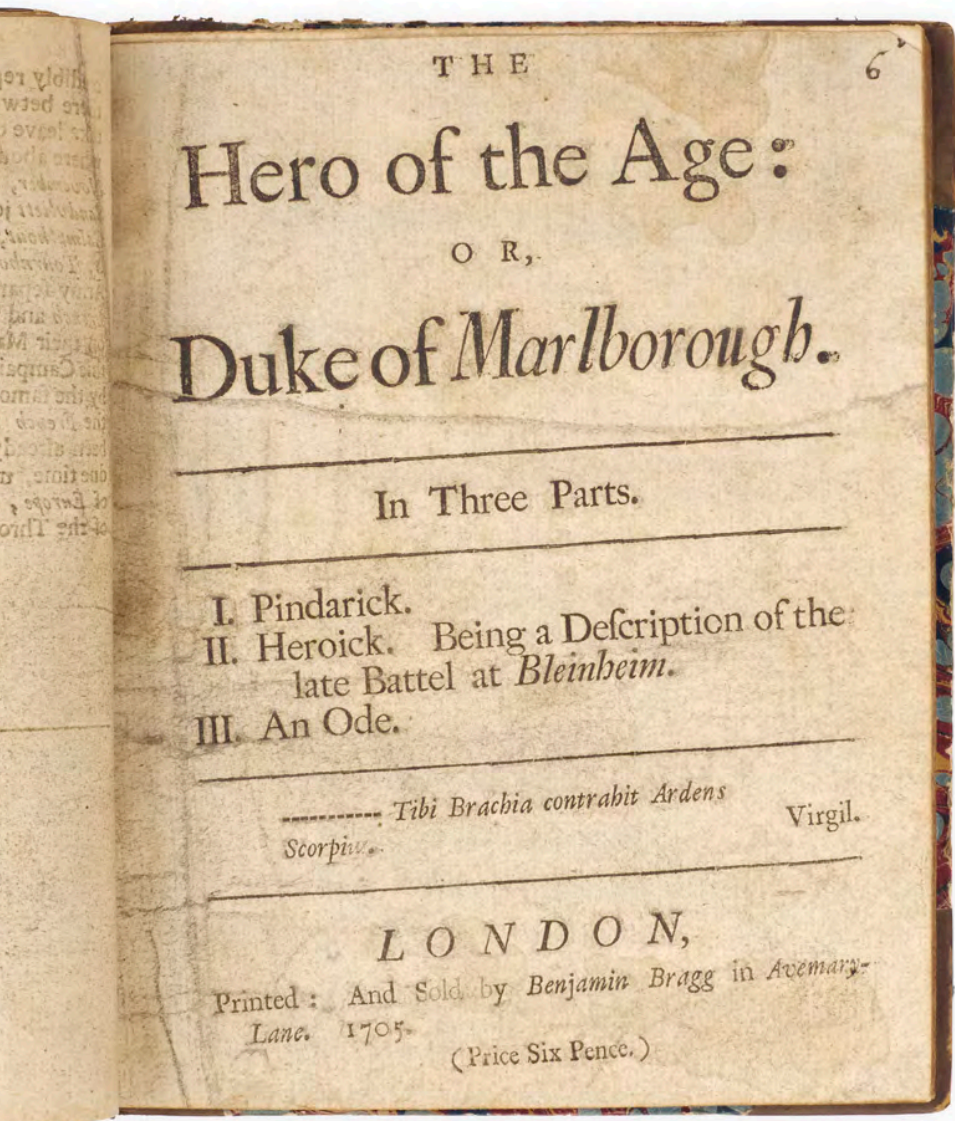 THE
6
Hero of the Age:
OR,
Duke of Marlborough.
In Three Parts.
I. Pindarick.
II. Heroick. Being a Deſcription of the
late Battel at Bleinheim.
III. An Ode.
----------- Tibi Brachia contrahit Ardens
Virgil.
LONDON,
Printed: And Sold by Benjamin Bragg in Avemary-
Lane. 1705.
(Price Six Pence.)